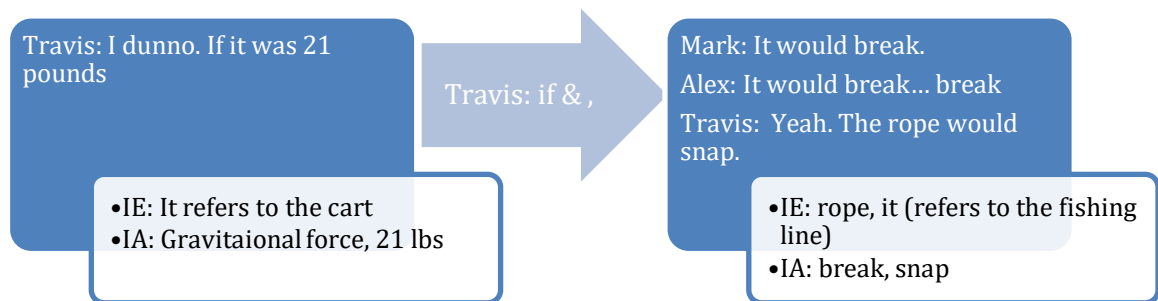 Travis: I dunno. If it was 21
pounds
•IE: It refers to the cart
•IA: Gravitaional force, 21 lbs
Travis: if & ,
Mark: It would break.
Alex: It would break… break
Travis:  Yeah. The rope would
snap.
•IE: rope, it (refers to the fishing
line)
•IA: break, snap